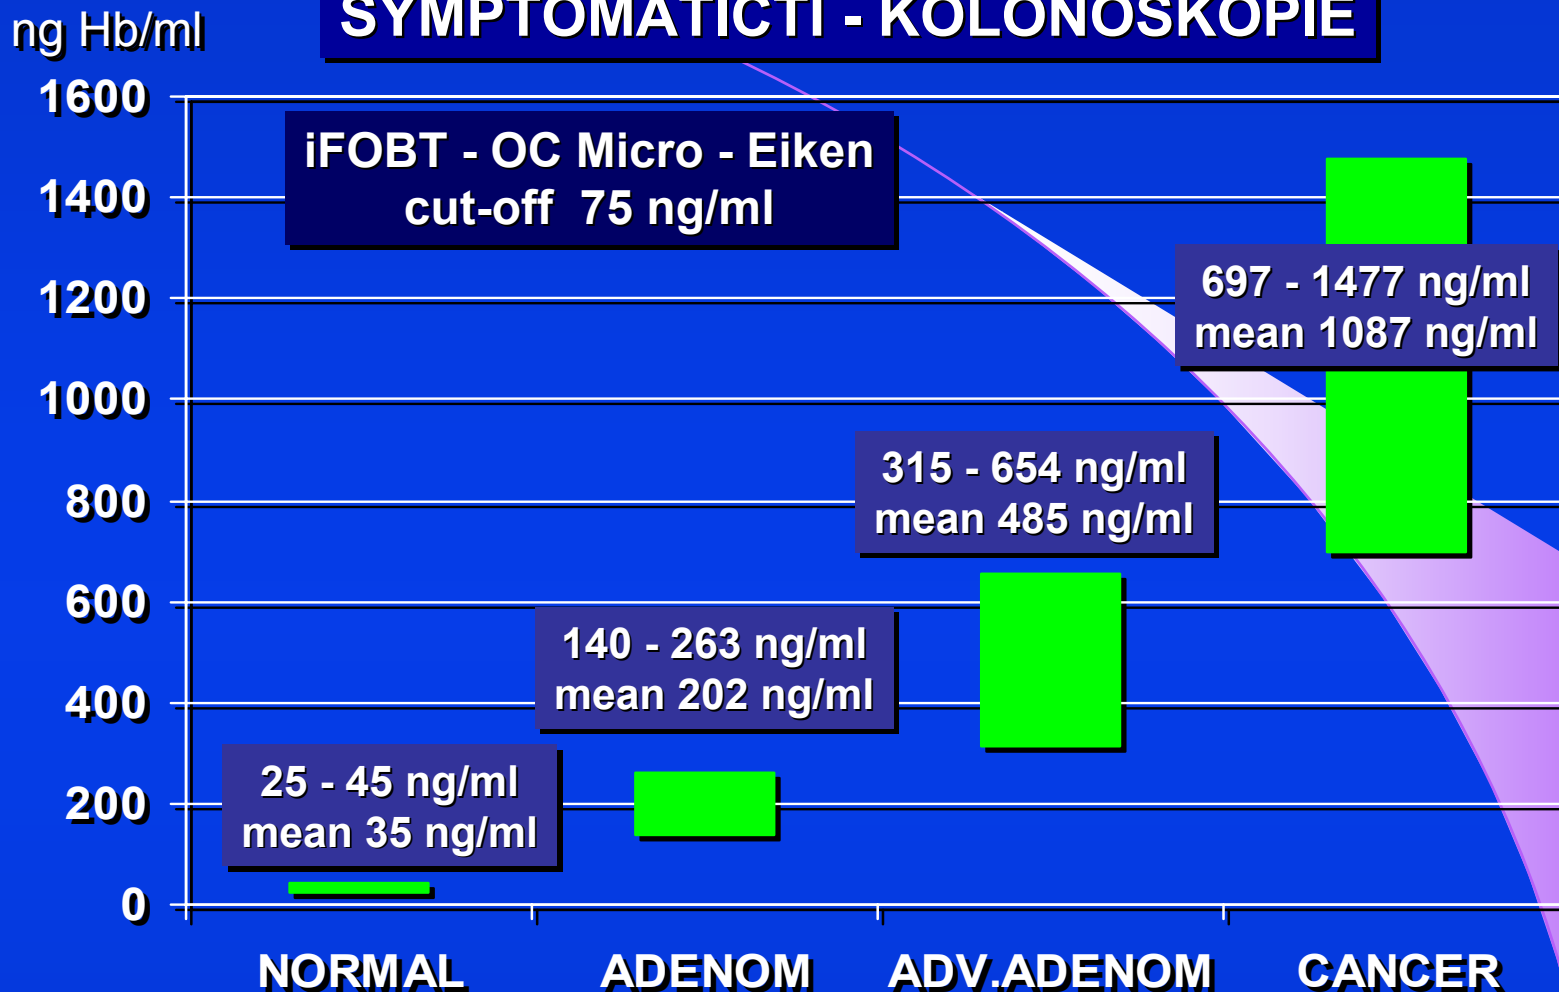 SYMPTOMATIČTÍ - KOLONOSKOPIE
ng Hb/ml
1600
iFOBT - OC Micro - Eiken
cut-off 75 ng/ml
1400
1200
697 - 1477 ng/ml
mean 1087 ng/ml
1000
800
315 - 654 ng/ml
mean 485 ng/ml
600
140 - 263 ng/ml
mean 202 ng/ml
400
25 - 45 ng/ml
mean 35 ng/ml
200
0
NORMAL ADENOM ADV.ADENOM CANCER